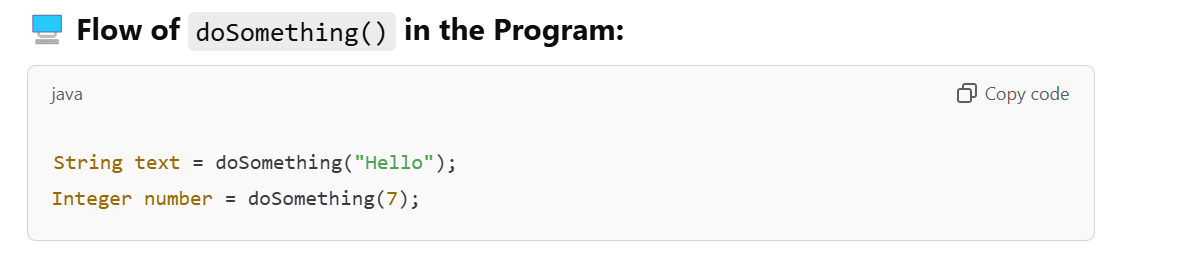 Flow of doSomething() in the Program:
java
Copy code
String text = doSomething("Hello");
Integer number = doSomething(7);